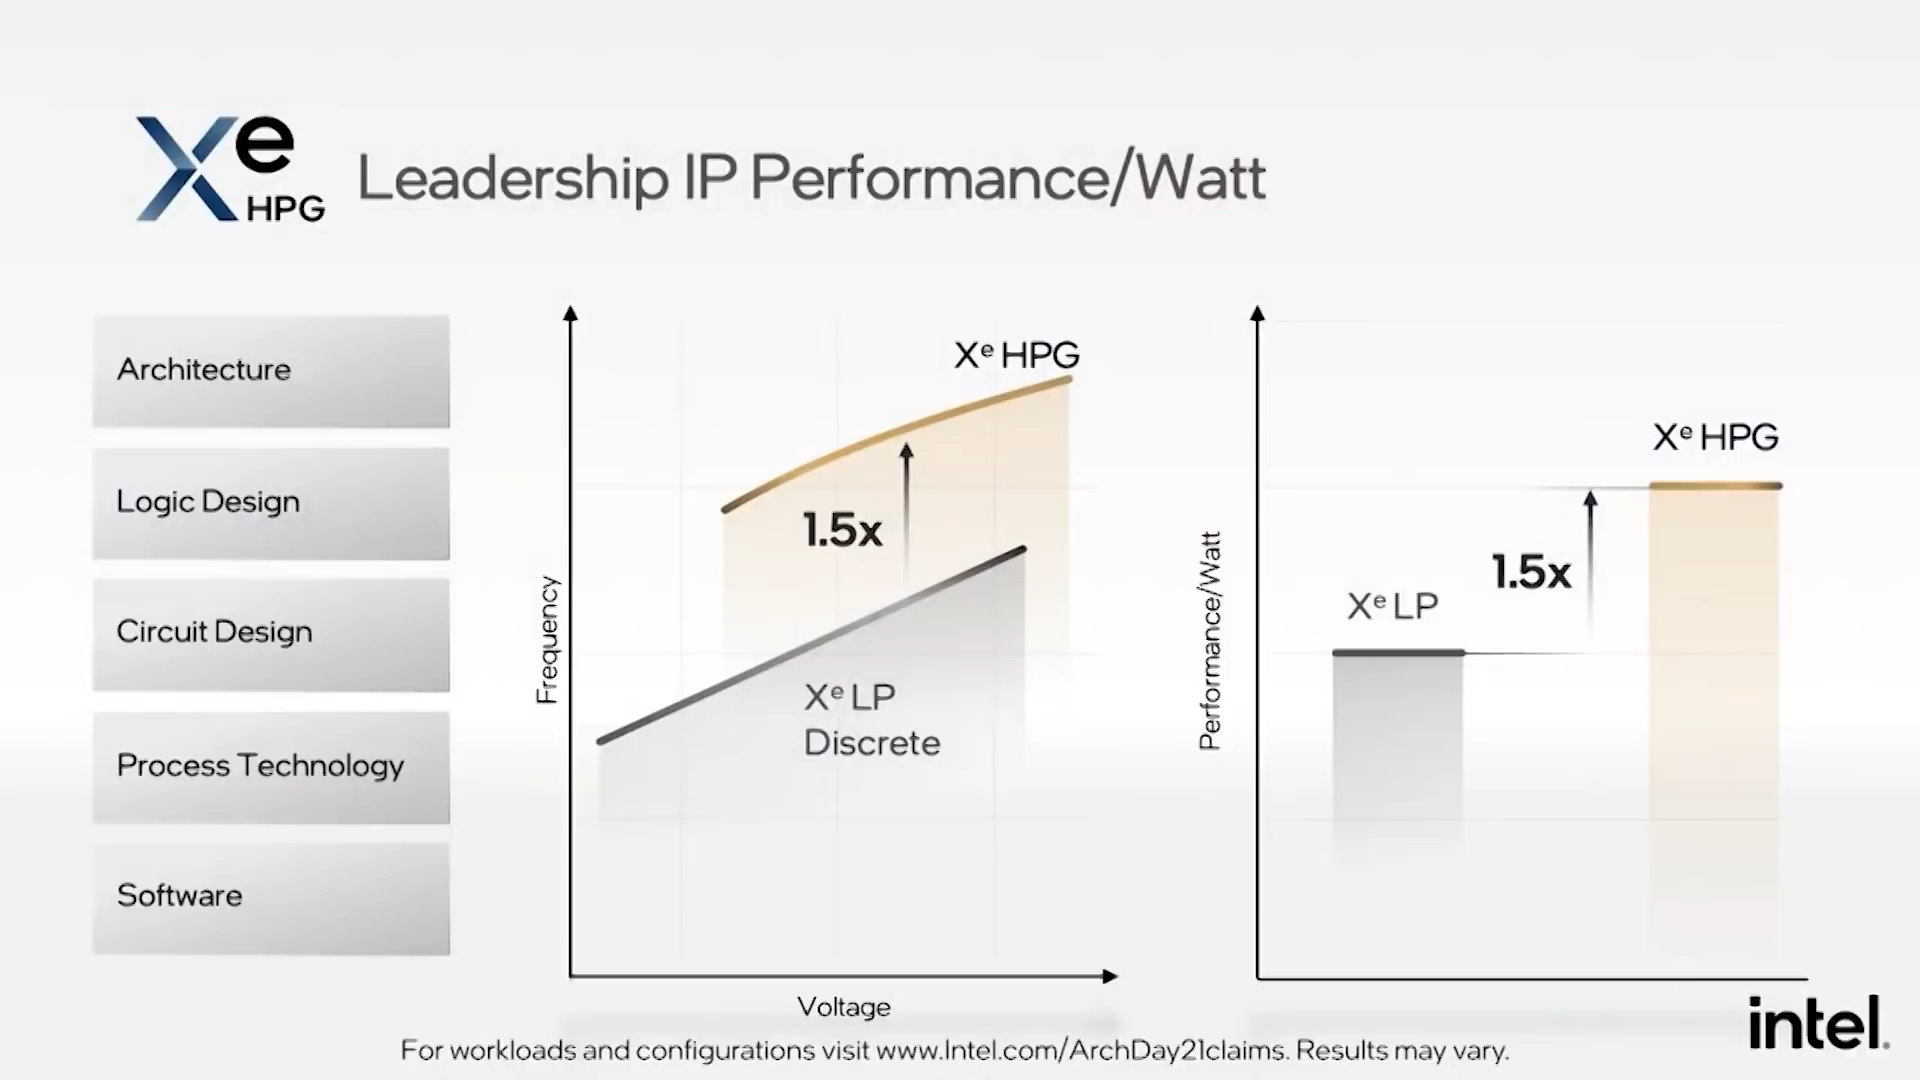 Xe HPG
Leadership IP Performance/Watt
Architecture
Logic Design
Circuit Design
Process Technology
Software
Frequency
Xe HPG
1.5x
Xe LP
Discrete
Voltage
Performance/Watt
Xe LP
1.5x
Xe HPG
intel.
For workloads and configurations visit www.Intel.com/ArchDay21claims. Results may vary.